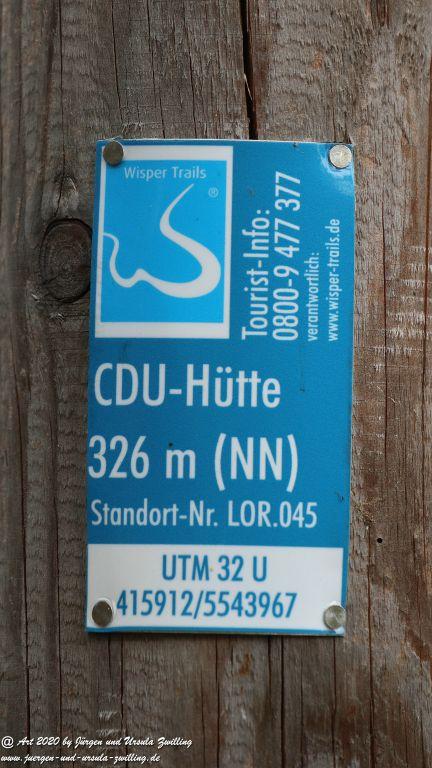 Wisper Trails
®
Tourist-Info:
0800-9 477 377
verantwortlich:
www.wisper-trails.de
CDU-Hütte
326 m (NN)
Standort-Nr. LOR.045
UTM 32 U
415912/5543967
@ Art 2020 by Jürgen und Ursula Zwilling
www.juergen-und-ursula-zwilling.de